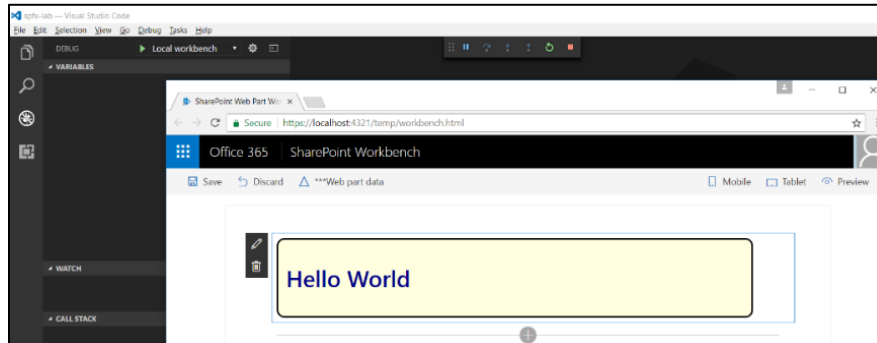 spfx-lab — Visual Studio Code
File Edit Selection View Go Debug Tasks Help
DEBUG Local workbench
VARIABLES
SharePoint Web Part Wo
Secure https://localhost:4321/temp/workbench.html
Office 365 SharePoint Workbench
Save Discard ***Web part data Mobile Tablet Preview
Hello World
WATCH
CALL STACK